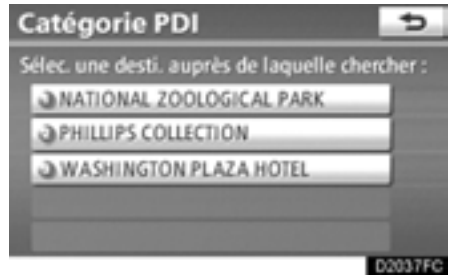 Catégorie PDI
Sélec. une desti. auprès de laquelle chercher :
NATIONAL ZOOLOGICAL PARK
PHILLIPS COLLECTION
WASHINGTON PLAZA HOTEL
D2037FC